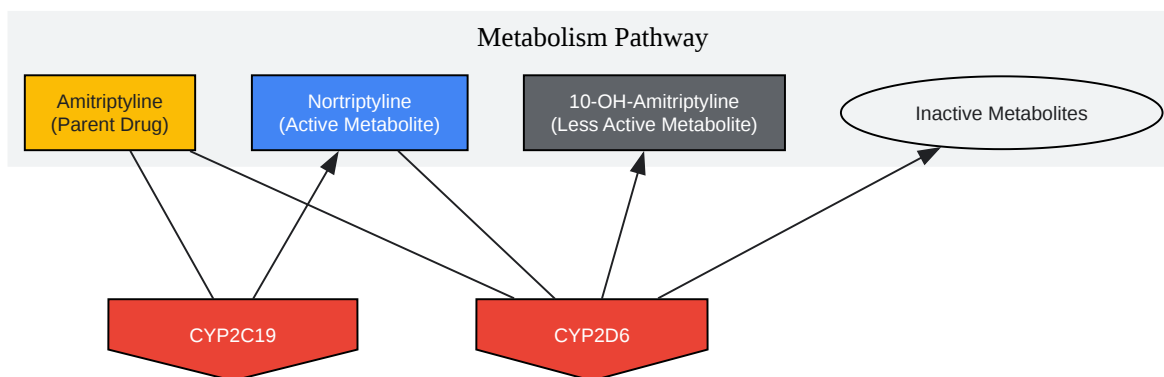 Metabolism Pathway
Amitriptyline
(Parent Drug)
Nortriptyline
(Active Metabolite)
10-OH-Amitriptyline
(Less Active Metabolite)
Inactive Metabolites
CYP2C19
CYP2D6